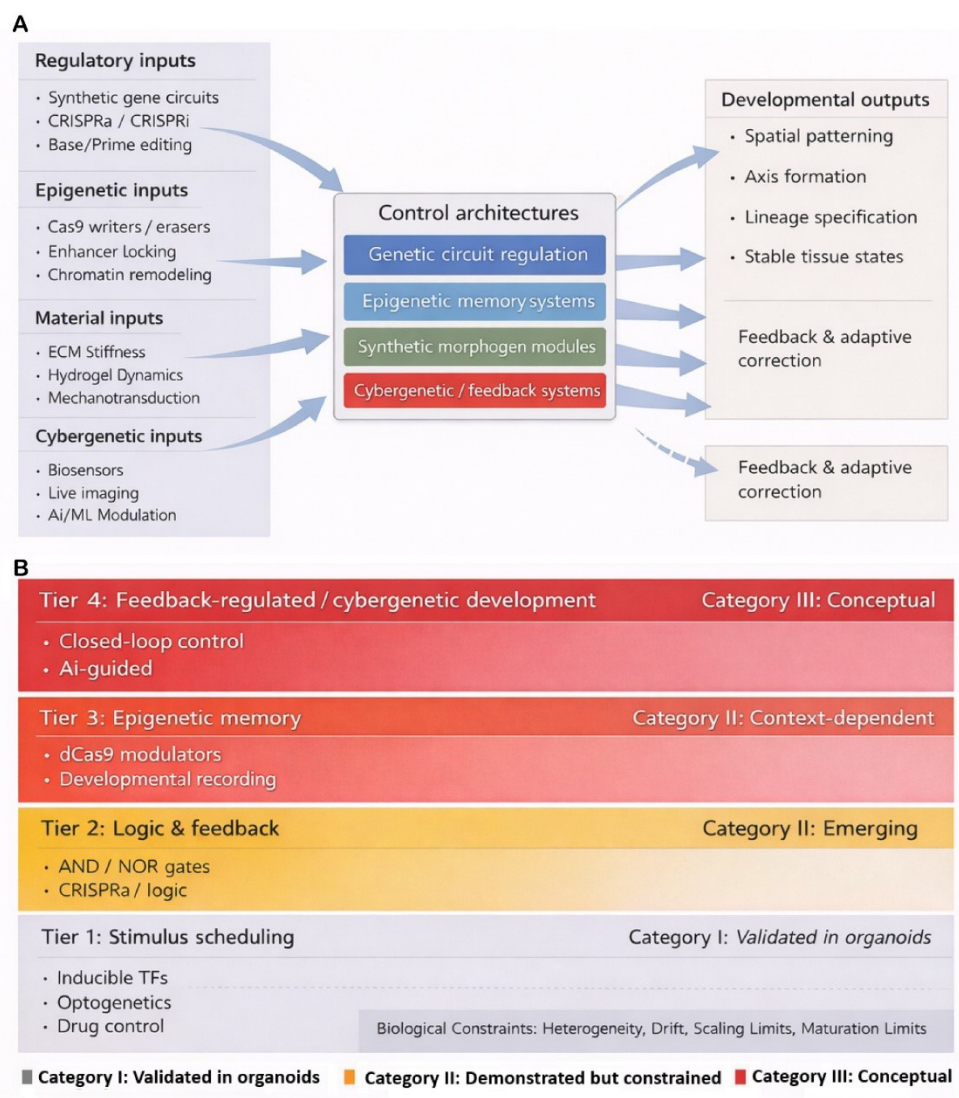 A
Regulatory inputs
· Synthetic gene circuits
· CRISPRa / CRISPRi
· Base/Prime editing
Epigenetic inputs
· Cas9 writers / erasers
· Enhancer Locking
· Chromatin remodeling
Material inputs
· ECM Stiffness
· Hydrogel Dynamics
· Mechanotransduction
Cybergenetic inputs
· Biosensors
· Live imaging
· Ai/ML Modulation
Control architectures
Genetic circuit regulation
Epigenetic memory systems
Synthetic morphogen modules
Cybergenetic / feedback systems
Developmental outputs
· Spatial patterning
· Axis formation
· Lineage specification
· Stable tissue states
Feedback & adaptive
correction
Feedback & adaptive
correction
B
Tier 4: Feedback-regulated / cybergenetic development Category III: Conceptual
· Closed-loop control
· Ai-guided
Tier 3: Epigenetic memory Category II: Context-dependent
· dCas9 modulators
· Developmental recording
Tier 2: Logic & feedback Category II: Emerging
· AND / NOR gates
· CRISPRa / logic
Tier 1: Stimulus scheduling Category I: Validated in organoids
· Inducible TFs
· Optogenetics
· Drug control
Biological Constraints: Heterogeneity, Drift, Scaling Limits, Maturation Limits
Category I: Validated in organoids Category II: Demonstrated but constrained Category III: Conceptual